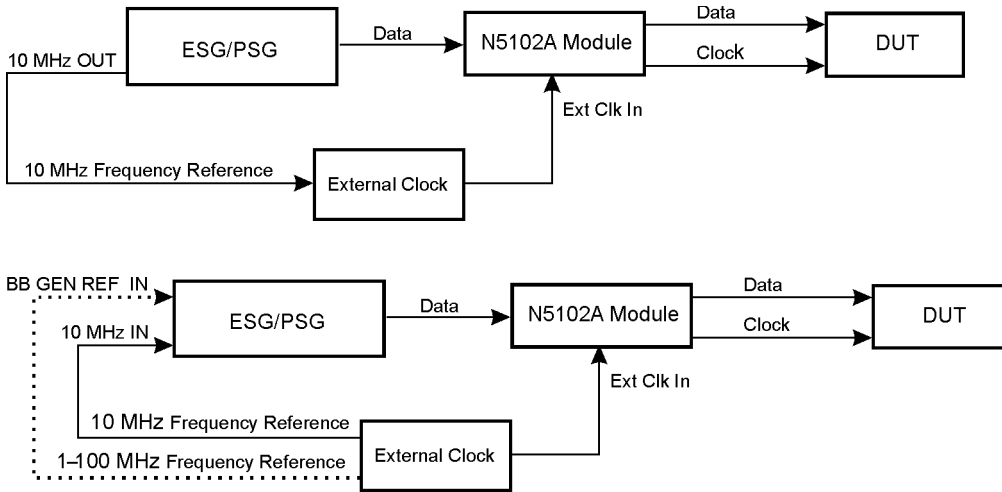 ESG/PSG
Data
N5102A Module
Data
Clock
DUT
10 MHz OUT
Ext Clk In
10 MHz Frequency Reference
External Clock
BB GEN REF IN
10 MHz IN
ESG/PSG
Data
N5102A Module
Data
Clock
DUT
Ext Clk In
10 MHz Frequency Reference
1–100 MHz Frequency Reference
External Clock